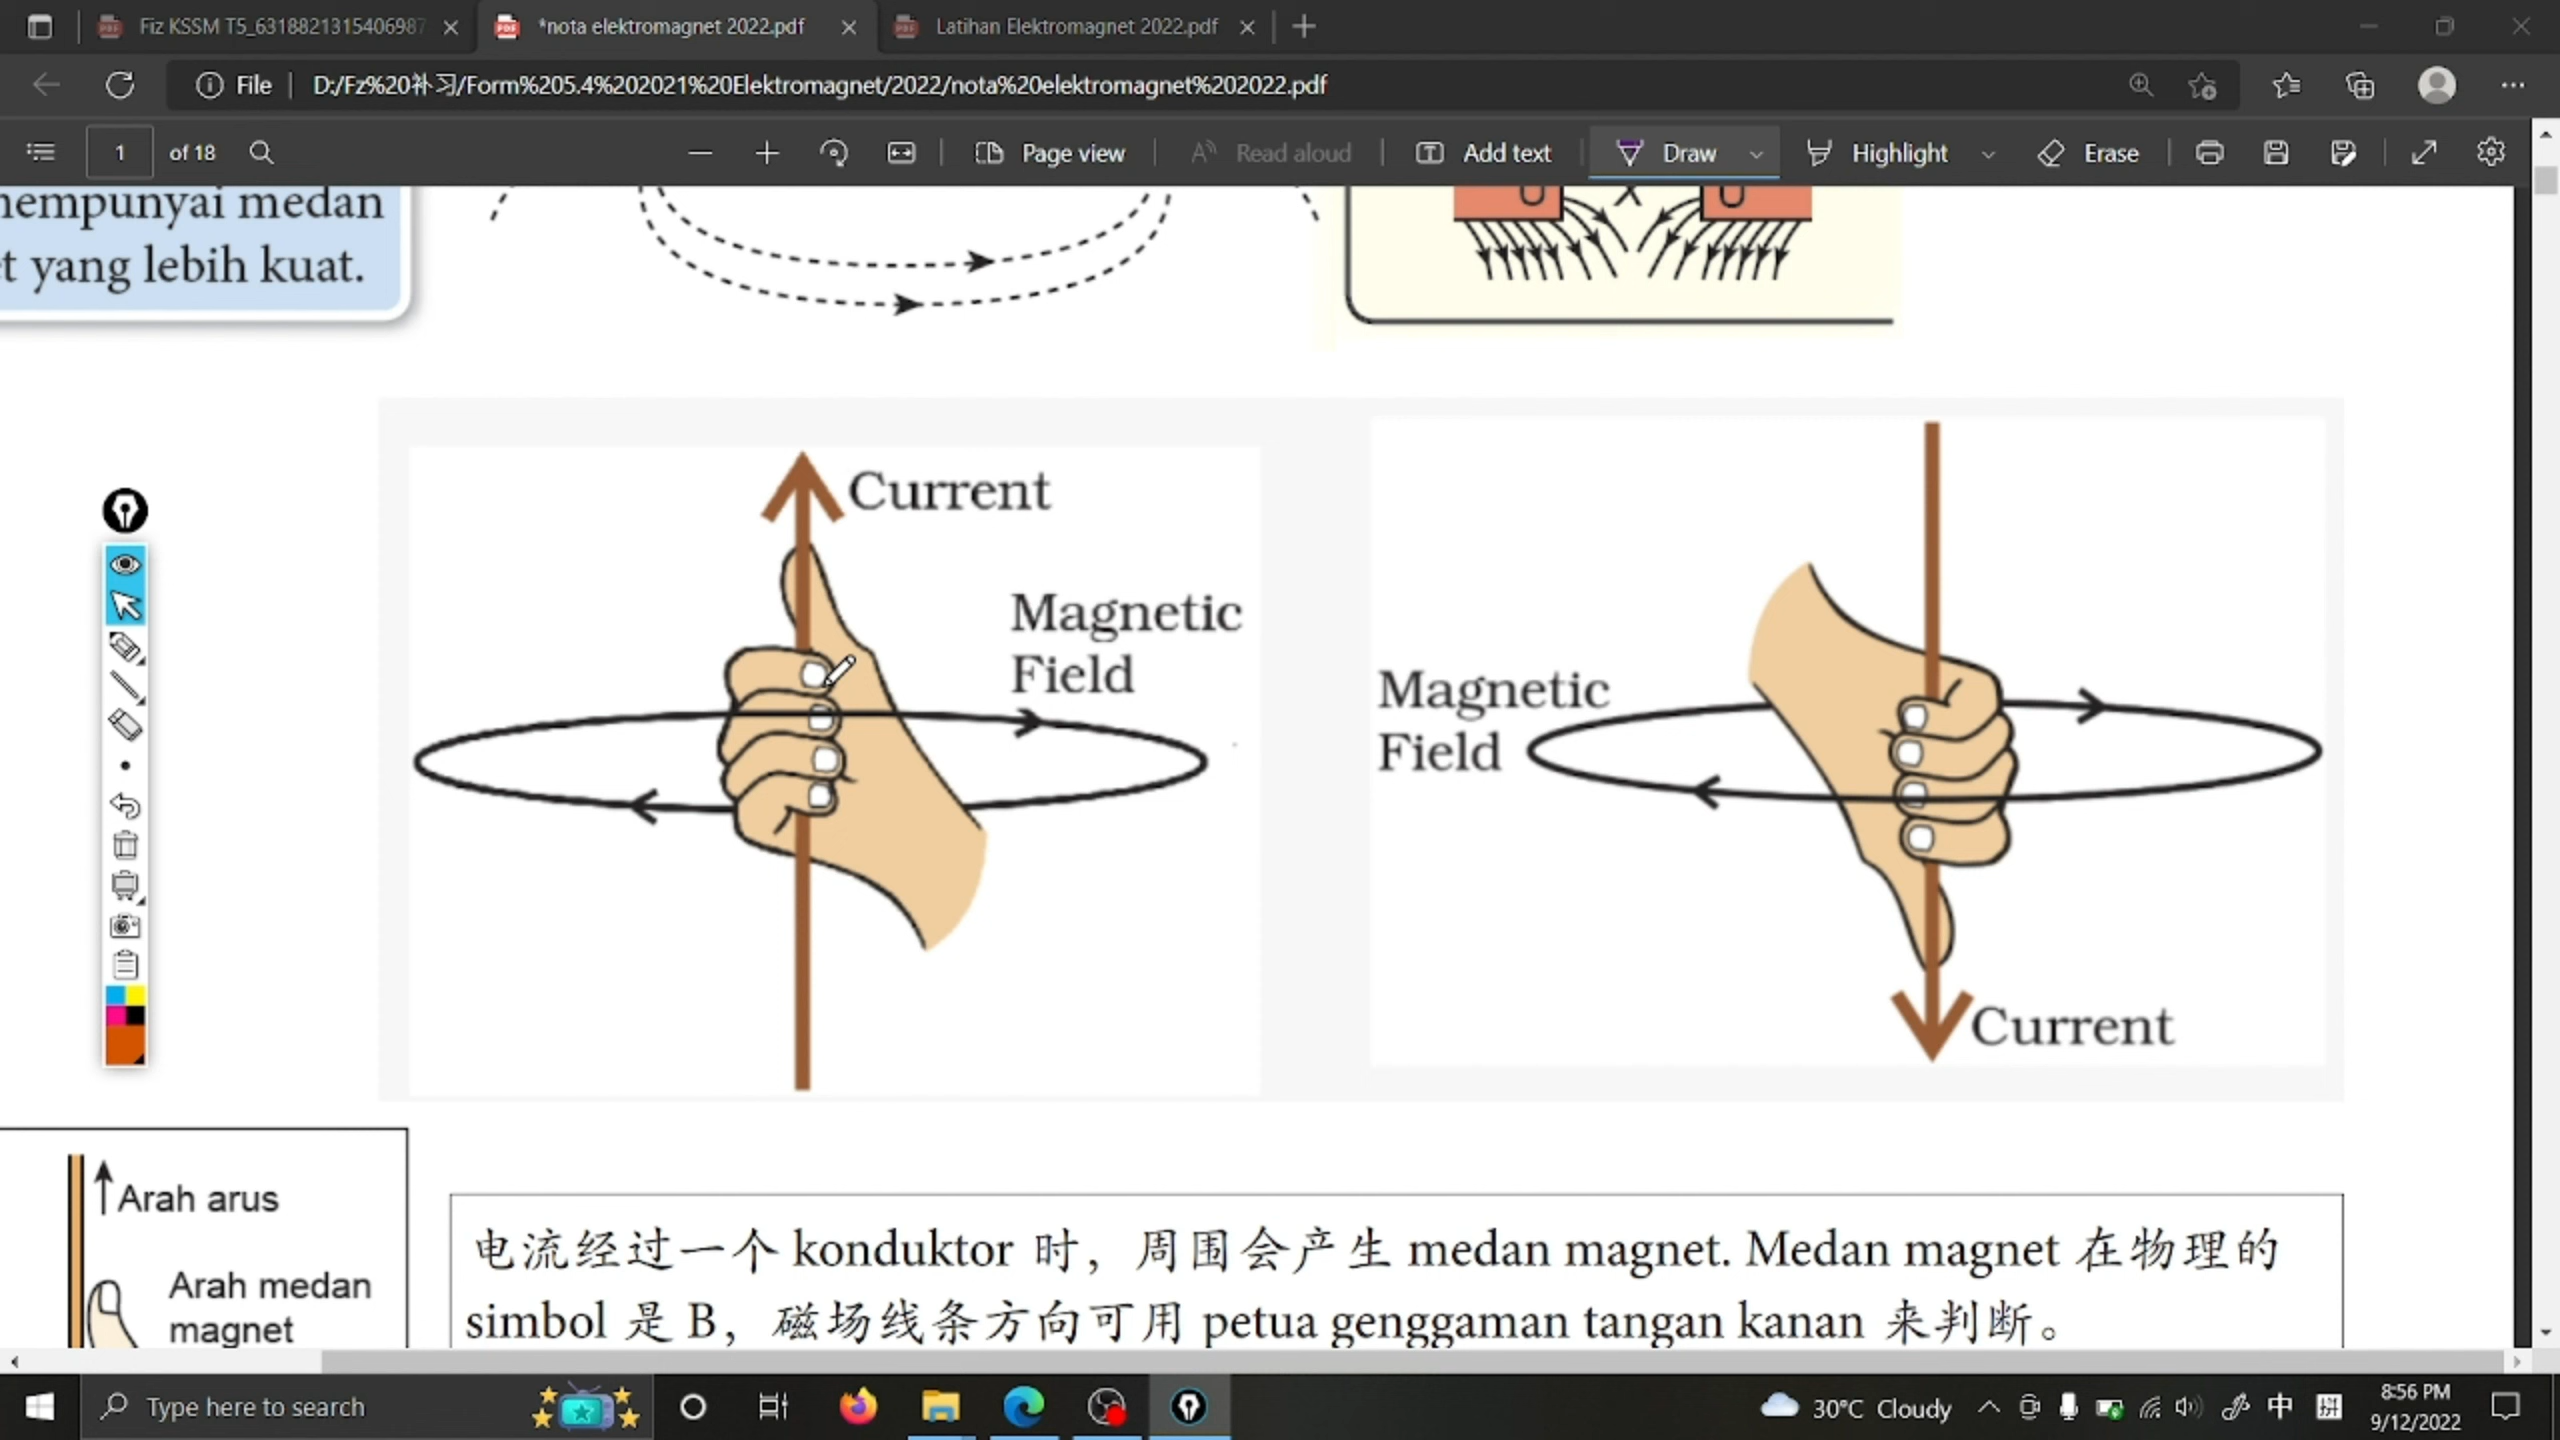 Fiz KSSM T5_6318821315406987
*nota elektromagnet 2022.pdf
Latihan Elektromagnet 2022.pdf
File
D:/Fz%20补习/Form%205.4%202021%20Elektromagnet/2022/nota%20elektromagnet%202022.pdf
1 of 18
Page view
Read aloud
Add text
Draw
Highlight
Erase
mempunyai medan
t yang lebih kuat.
U X U
Current
Magnetic
Field
Magnetic
Field
Current
Arah arus
Arah medan
magnet
电流经过一个 konduktor 时，周围会产生 medan magnet. Medan magnet 在物理的
simbol 是 B，磁场线条方向可用 petua genggaman tangan kanan 来判断。
Type here to search
30°C Cloudy
中
拼
8:56 PM
9/12/2022